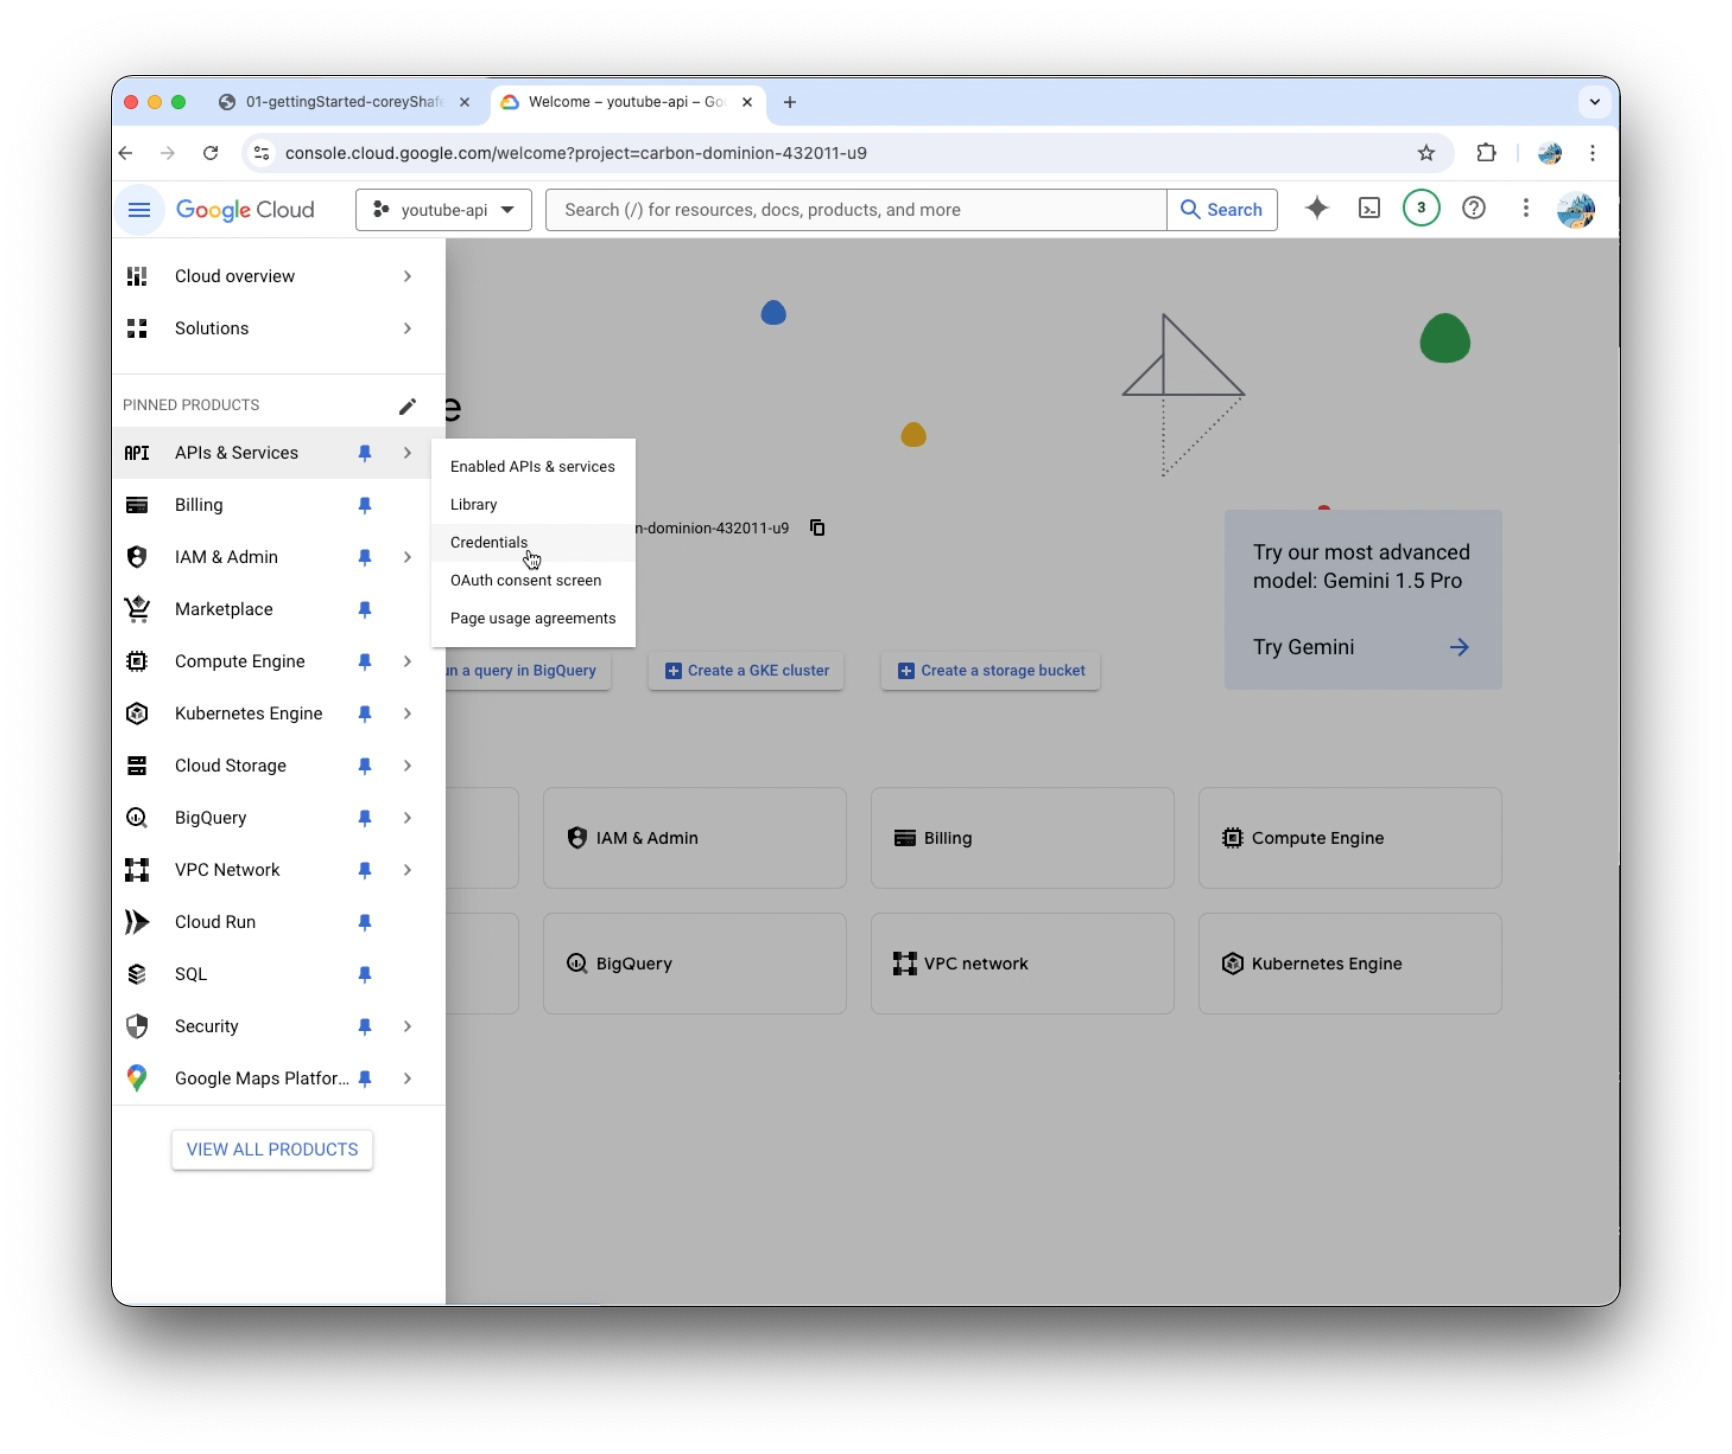 01-gettingStarted-coreyShafe
Welcome – youtube-api – Goo
console.cloud.google.com/welcome?project=carbon-dominion-432011-u9
Google Cloud
youtube-api
Search (/) for resources, docs, products, and more
Search
3
Cloud overview
Solutions
PINNED PRODUCTS
API APIs & Services
Billing
IAM & Admin
Marketplace
Compute Engine
Kubernetes Engine
Cloud Storage
BigQuery
VPC Network
Cloud Run
SQL
Security
Google Maps Platfor...
VIEW ALL PRODUCTS
Enabled APIs & services
Library
Credentials
OAuth consent screen
Page usage agreements
e
n-dominion-432011-u9
Try our most advanced
model: Gemini 1.5 Pro
Try Gemini
un a query in BigQuery
Create a GKE cluster
Create a storage bucket
IAM & Admin
Billing
Compute Engine
BigQuery
VPC network
Kubernetes Engine